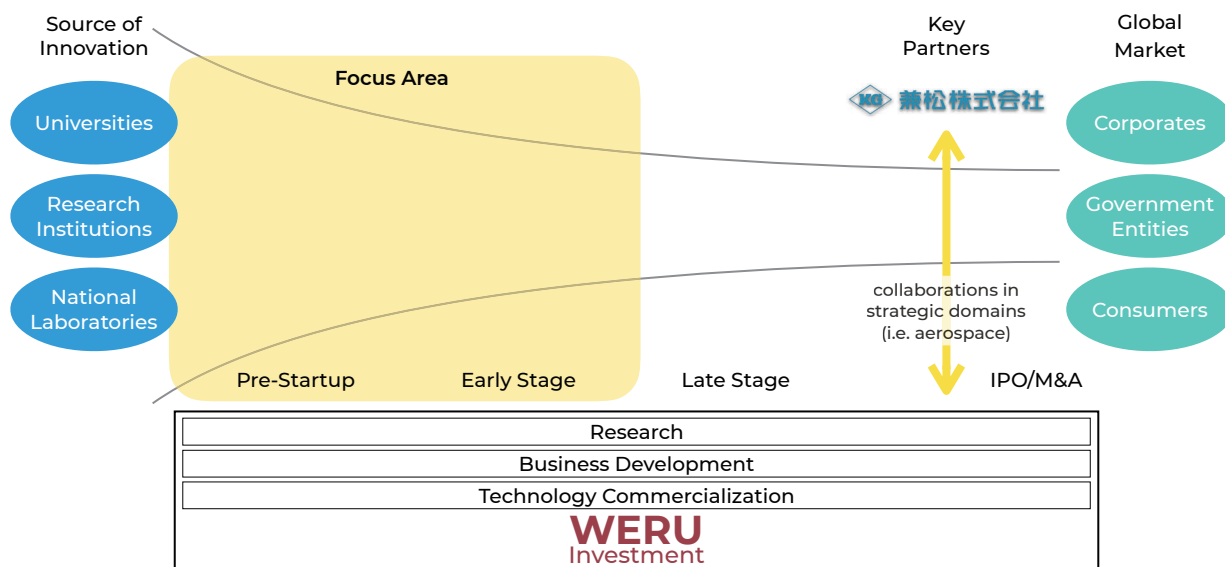 Source of
Innovation
Universities
Research
Institutions
National
Laboratories
Focus Area
Pre-Startup
Early Stage
Late Stage
IPO/M&A
Key
Partners
KG 兼松株式会社
collaborations in
strategic domains
(i.e. aerospace)
Global
Market
Corporates
Government
Entities
Consumers
Research
Business Development
Technology Commercialization
WERU
Investment